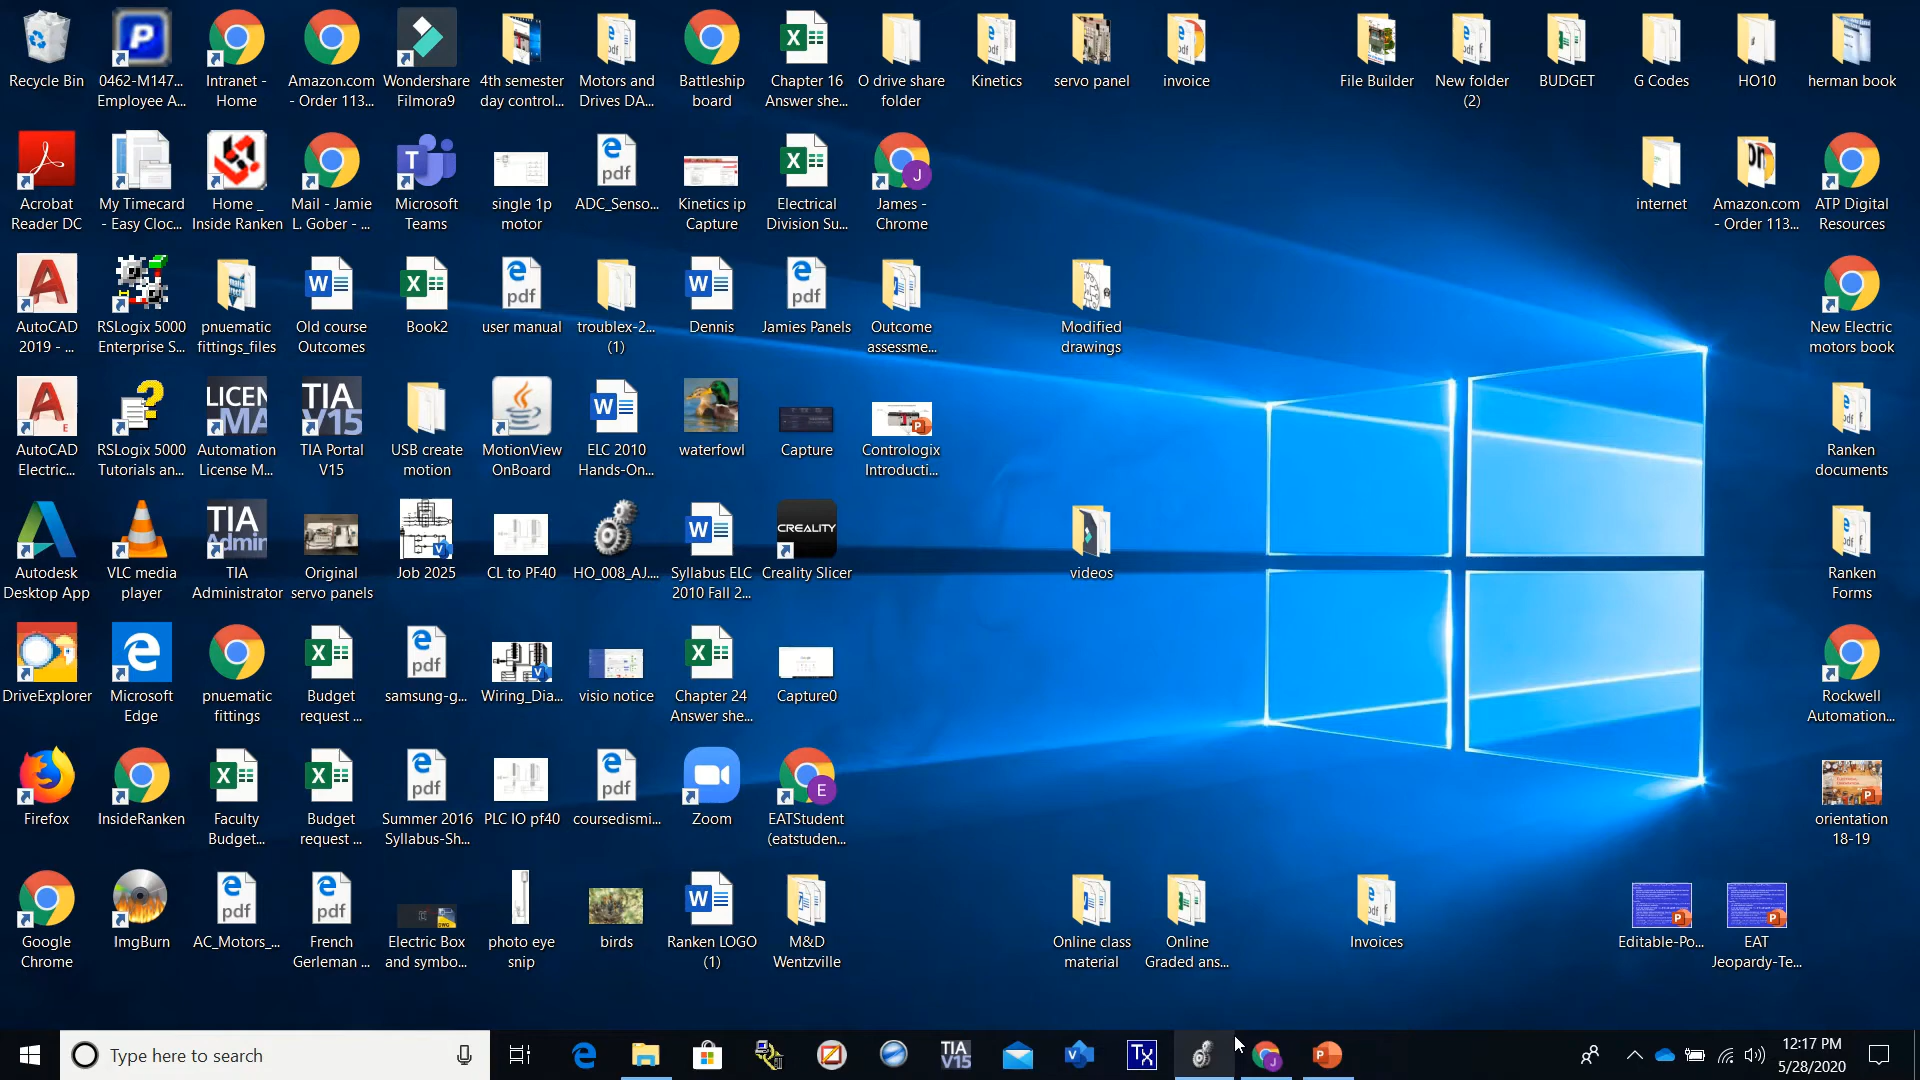 Recycle Bin
0462-M147...
Employee A...
Intranet -
Home
Amazon.com
- Order 113...
Wondershare
Filmora9
4th semester
day control...
Motors and
Drives DA...
Battleship
board
Chapter 16
Answer she...
O drive share
folder
Kinetics
servo panel
invoice
File Builder
New folder
(2)
BUDGET
G Codes
HO10
herman book
Acrobat
Reader DC
My Timecard
- Easy Cloc...
Home _
Inside Ranken
Mail - Jamie
L. Gober - ...
Microsoft
Teams
single 1p
motor
ADC_Senso...
Kinetics ip
Capture
Electrical
Division Su...
James -
Chrome
internet
Amazon.com
- Order 113...
ATP Digital
Resources
AutoCAD
2019 - ...
RSLogix 5000
Enterprise S...
pnuematic
fittings_files
Old course
Outcomes
Book2
user manual
troublex-2...
(1)
Dennis
Jamies Panels
Outcome
assessme...
Modified
drawings
New Electric
motors book
AutoCAD
Electric...
RSLogix 5000
Tutorials an...
Automation
License M...
TIA Portal
V15
USB create
motion
MotionView
OnBoard
ELC 2010
Hands-On...
waterfowl
Capture
Contrologix
Introducti...
Ranken
documents
Autodesk
Desktop App
VLC media
player
TIA
Administrator
Original
servo panels
Job 2025
CL to PF40
HO_008_AJ....
Syllabus ELC
2010 Fall 2...
CREALITY
Creality Slicer
videos
Ranken
Forms
DriveExplorer
Microsoft
Edge
pnuematic
fittings
Budget
request ...
samsung-g...
Wiring_Dia...
visio notice
Chapter 24
Answer she...
Capture0
Rockwell
Automation...
Firefox
InsideRanken
Faculty
Budget...
Budget
request ...
Summer 2016
Syllabus-Sh...
PLC IO pf40
coursedismi...
Zoom
EATStudent
(eatstuden...
orientation
18-19
Google
Chrome
ImgBurn
AC_Motors_...
French
Gerleman ...
Electric Box
and symbo...
photo eye
snip
birds
Ranken LOGO
(1)
M&D
Wentzville
Online class
material
Online
Graded ans...
Invoices
Editable-Po...
EAT
Jeopardy-Te...
Type here to search
TIA
V15
Tx
12:17 PM
5/28/2020